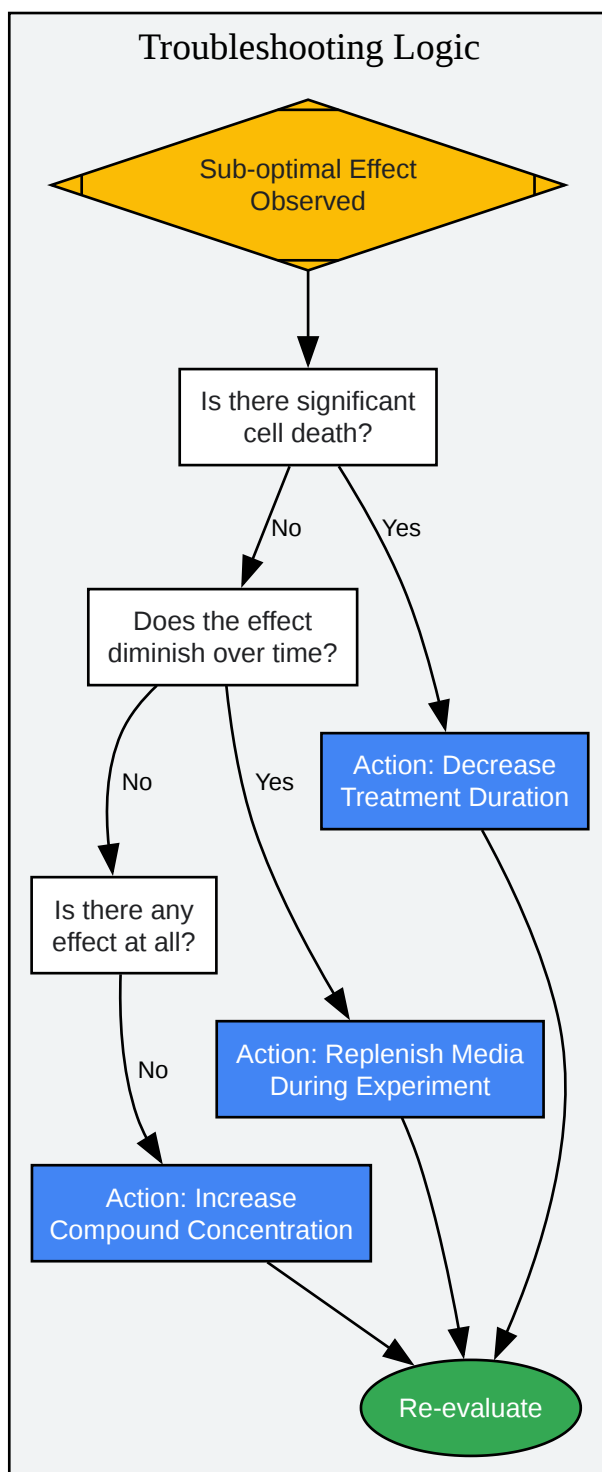 Troubleshooting Logic
Sub-optimal Effect
Observed
Is there significant
cell death?
No
Yes
Does the effect
diminish over time?
Action: Decrease
Treatment Duration
No
Yes
Is there any
effect at all?
Action: Replenish Media
During Experiment
No
Action: Increase
Compound Concentration
Re-evaluate